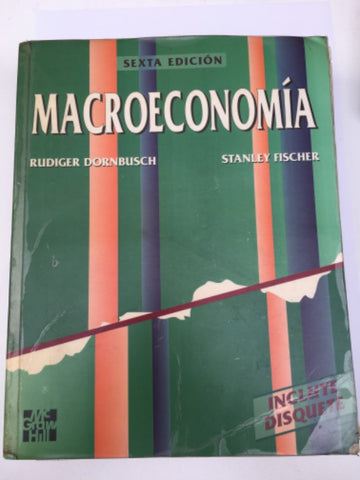 SEXTA EDICIÓN
MACROECONOMÍA
RUDIGER DORNBUSCH STANLEY FISCHER
INCLUYE
DISQUETE
Mc
Graw
Hill